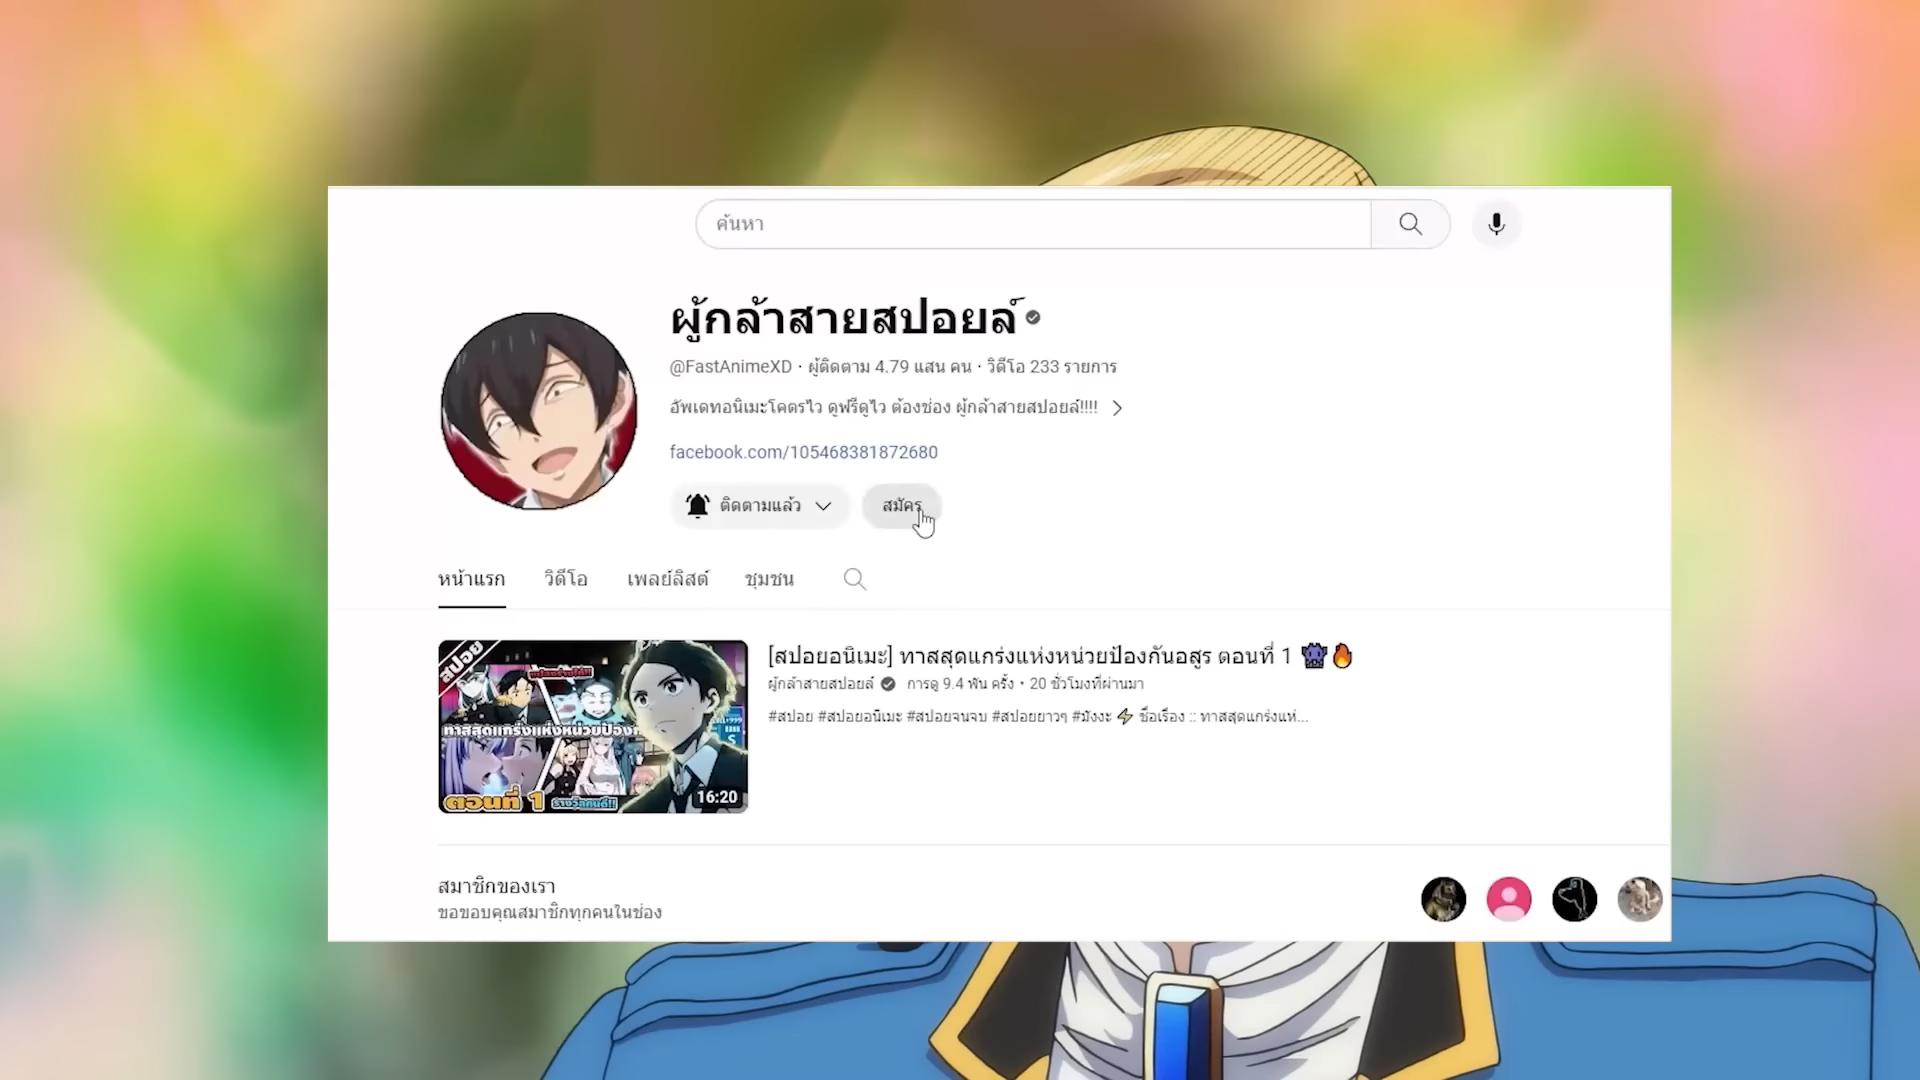 ค้นหา
ผู้กล้าสายสปอยล์
@FastAnimeXD · ผู้ติดตาม 4.79 แสน คน · วิดีโอ 233 รายการ
อัพเดทอนิเมะโคตรไว ดูฟรีดูไว ต้องช่อง ผู้กล้าสายสปอยล์!!!!
facebook.com/105468381872680
ติดตามแล้ว
สมัคร
หน้าแรก วิดีโอ เพลย์ลิสต์ ชุมชน
สปอย
ทาสสุดแกร่งแห่งหน่วยป้องก
ตอนที่ 1
16:20
[สปอยอนิเมะ] ทาสสุดแกร่งแห่งหน่วยป้องกันอสูร ตอนที่ 1 👹🔥
ผู้กล้าสายสปอยล์ การดู 9.4 พัน ครั้ง • 20 ชั่วโมงที่ผ่านมา
#สปอย #สปอยอนิเมะ #สปอยจนจบ #สปอยยาวๆ #มังงะ ⚡ ชื่อเรื่อง :: ทาสสุดแกร่งแห่...
สมาชิกของเรา
ขอขอบคุณสมาชิกทุกคนในช่อง